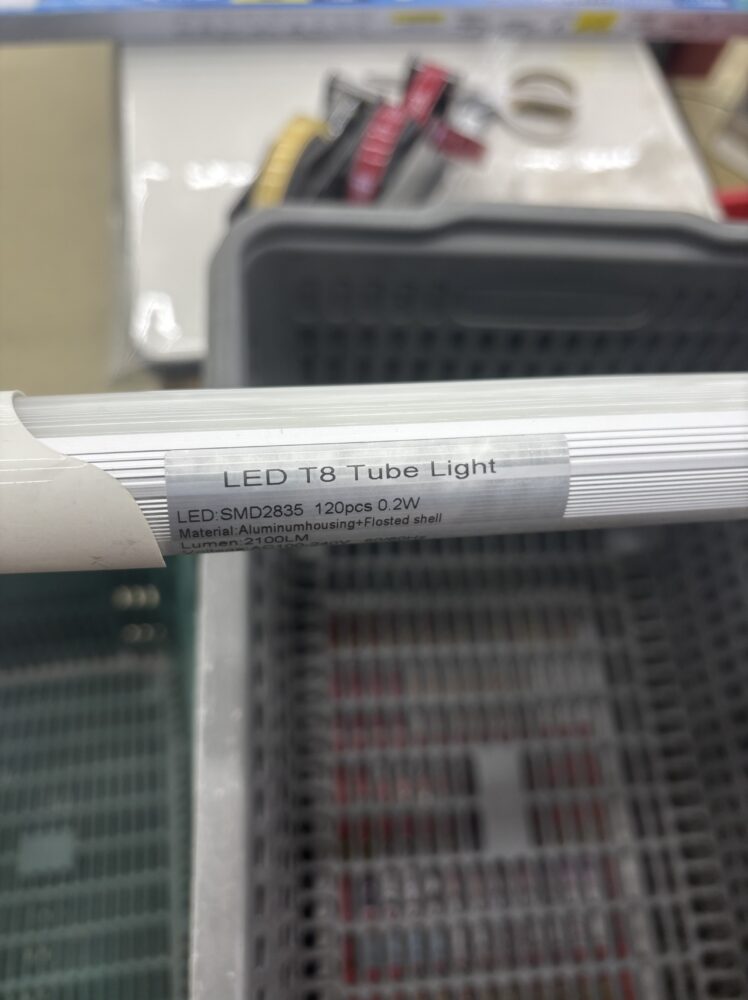 LED T8 Tube Light
LED:SMD2835 120pcs 0.2W
Material:Aluminumhousing+Flosted shell
Lumen:2100LM